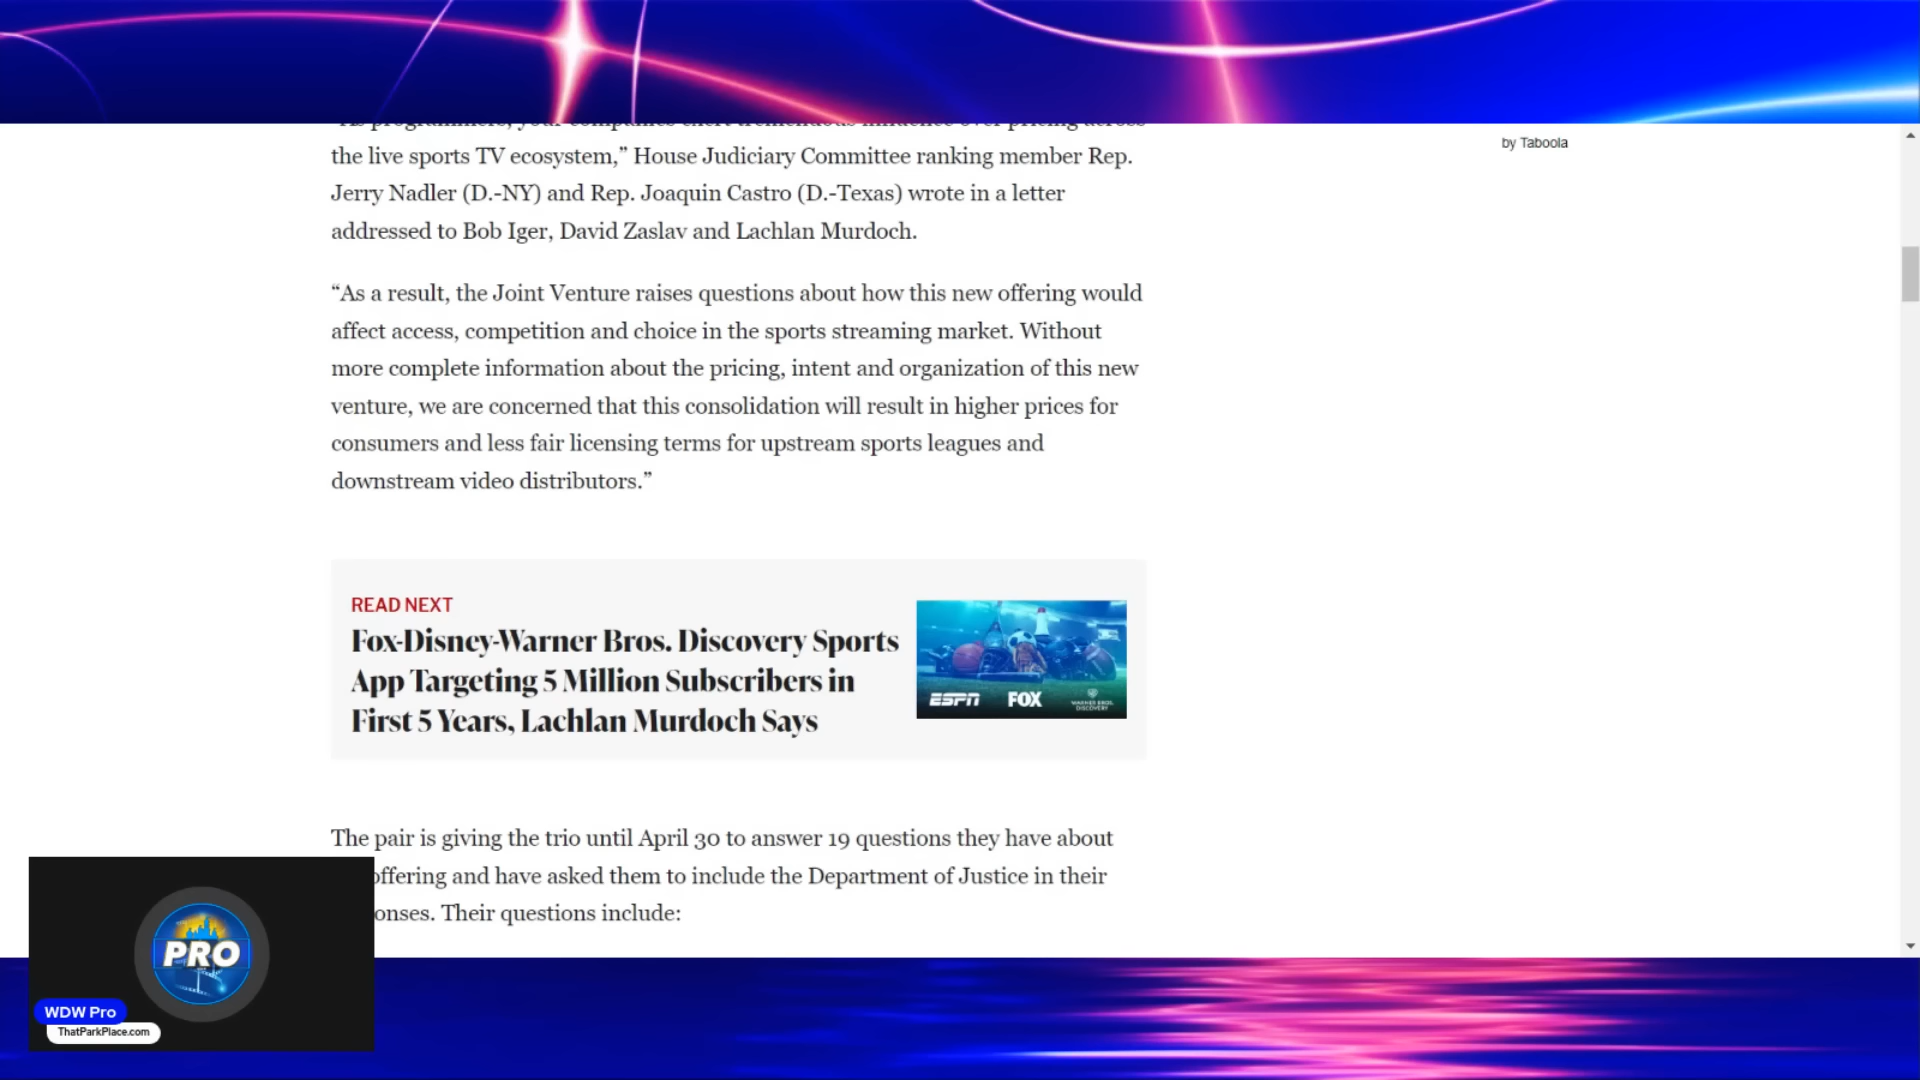 by Taboola
the live sports TV ecosystem,” House Judiciary Committee ranking member Rep.
Jerry Nadler (D.-NY) and Rep. Joaquin Castro (D.-Texas) wrote in a letter
addressed to Bob Iger, David Zaslav and Lachlan Murdoch.
“As a result, the Joint Venture raises questions about how this new offering would
affect access, competition and choice in the sports streaming market. Without
more complete information about the pricing, intent and organization of this new
venture, we are concerned that this consolidation will result in higher prices for
consumers and less fair licensing terms for upstream sports leagues and
downstream video distributors.”
READ NEXT
Fox-Disney-Warner Bros. Discovery Sports
App Targeting 5 Million Subscribers in
First 5 Years, Lachlan Murdoch Says
ESPN FOX WARNER BROS. DISCOVERY
The pair is giving the trio until April 30 to answer 19 questions they have about
offering and have asked them to include the Department of Justice in their
onses. Their questions include:
PRO
WDW Pro
ThatParkPlace.com